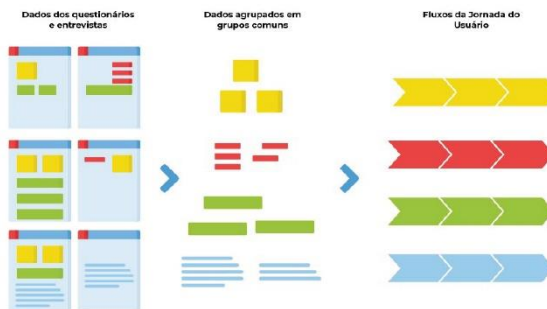 Dados dos questionários
e entrevistas
Dados agrupados em
grupos comuns
Fluxos da Jornada do
Usuário